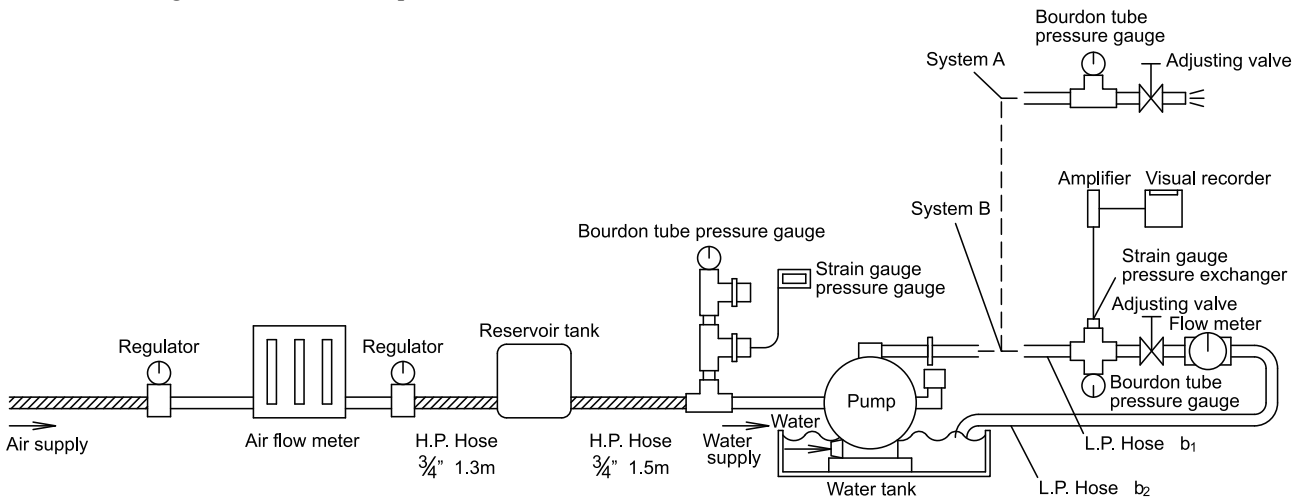 Bourdon tube
pressure gauge
System A
Adjusting valve
Amplifier
Visual recorder
System B
Bourdon tube pressure gauge
Strain gauge
pressure gauge
Strain gauge
pressure exchanger
Adjusting valve
Flow meter
Reservoir tank
Regulator
Regulator
Pump
Bourdon tube
pressure gauge
Water
Air supply
Air flow meter
H.P. Hose
¾" 1.3m
H.P. Hose
¾" 1.5m
Water
supply
L.P. Hose b₁
Water tank
L.P. Hose b₂